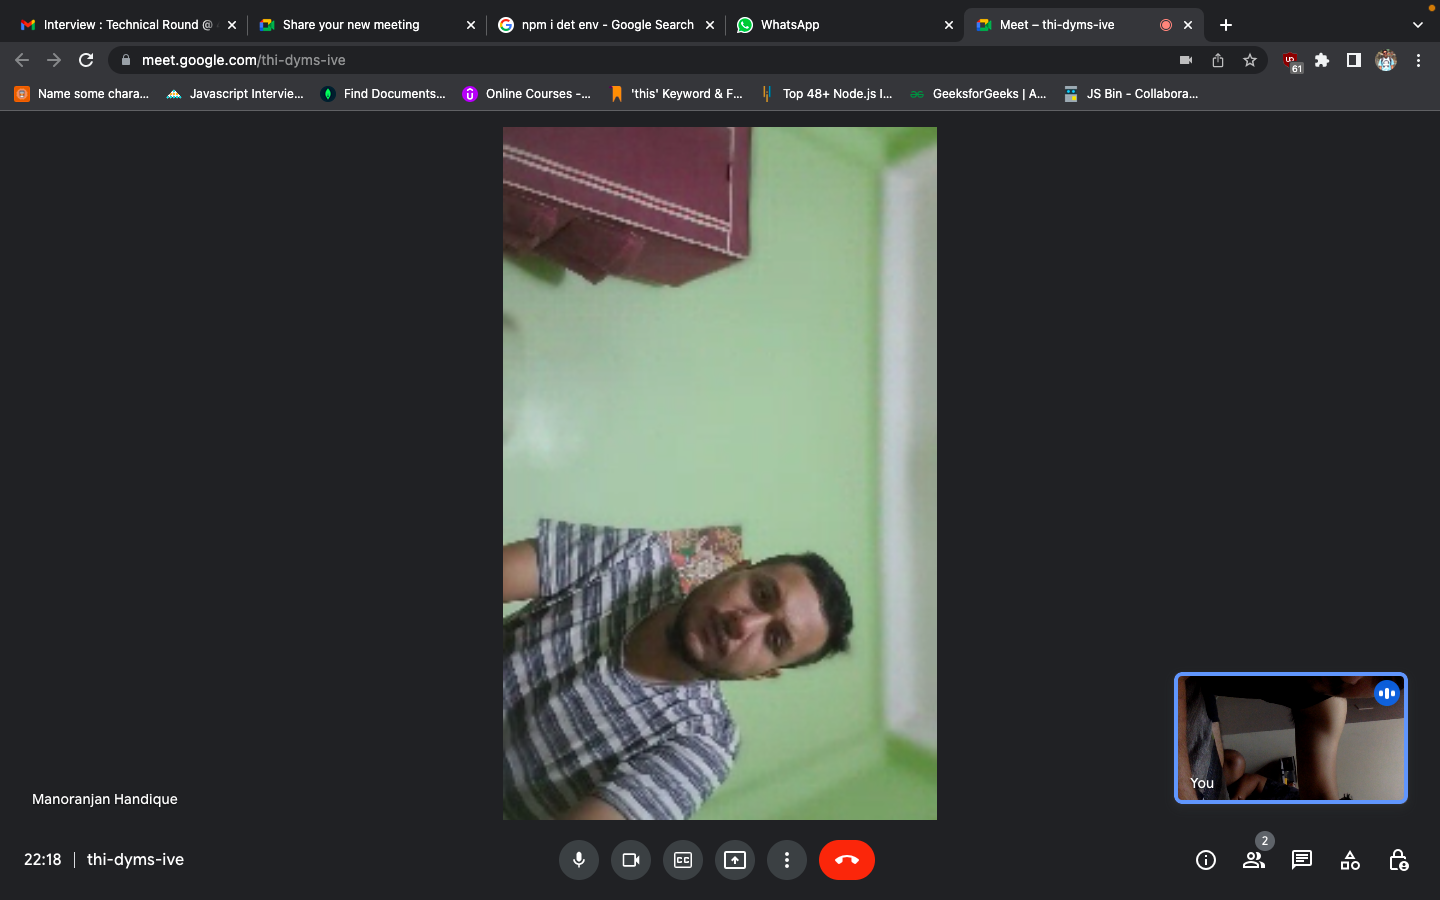 Interview : Technical Round @
Share your new meeting
npm i det env - Google Search
WhatsApp
Meet – thi-dyms-ive
meet.google.com/thi-dyms-ive
61
Name some chara...
Javascript Intervie...
Find Documents...
Online Courses -...
'this' Keyword & F...
Top 48+ Node.js I...
GeeksforGeeks | A...
JS Bin - Collabora...
You
Manoranjan Handique
22:18 | thi-dyms-ive
CC
2